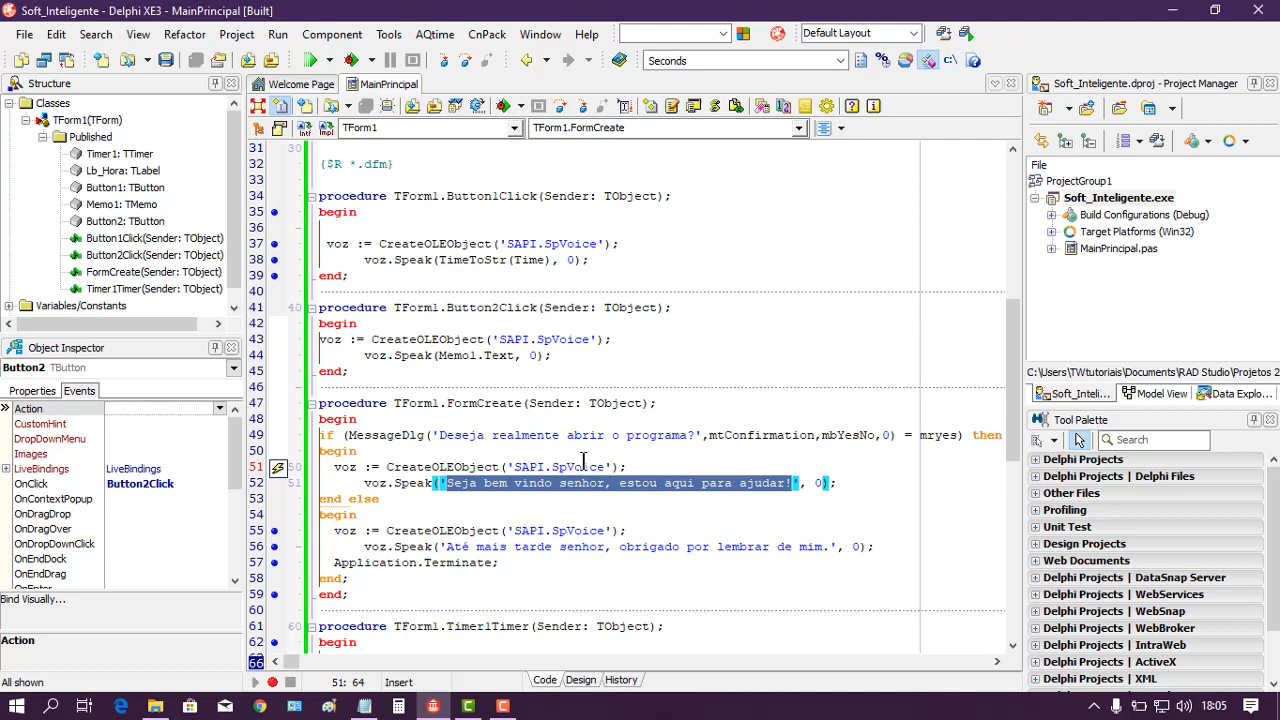 Soft_Inteligente - Delphi XE3 - MainPrincipal [Built]
File Edit Search View Refactor Project Run Component Tools AQtime CnPack Window Help Default Layout
Seconds
Structure
Classes
TForm1(TForm)
Published
Timer1: TTimer
Lb_Hora: TLabel
Button1: TButton
Memo1: TMemo
Button2: TButton
Button1Click(Sender: TObject)
Button2Click(Sender: TObject)
FormCreate(Sender: TObject)
Timer1Timer(Sender: TObject)
Variables/Constants
Object Inspector
Button2 TButton
Properties Events
Action
CustomHint
DropDownMenu
Images
LiveBindings LiveBindings
OnClick Button2Click
OnContextPopup
OnDragDrop
OnDragOver
OnDropDownClick
OnEndDock
OnEndDrag
OnEnter
Bind Visually...
Action
All shown
Welcome Page MainPrincipal
TForm1 TForm1.FormCreate
31 30
32 {$R *.dfm}
33
34 procedure TForm1.Button1Click(Sender: TObject);
35 begin
36
37 voz := CreateOLEObject('SAPI.SpVoice');
38 voz.Speak(TimeToStr(Time), 0);
39 end;
40
41 40 procedure TForm1.Button2Click(Sender: TObject);
42 begin
43 voz := CreateOLEObject('SAPI.SpVoice');
44 voz.Speak(Memo1.Text, 0);
45 end;
46
47 procedure TForm1.FormCreate(Sender: TObject);
48 begin
49 if (MessageDlg('Deseja realmente abrir o programa?',mtConfirmation,mbYesNo,0) = mryes) then
50 begin
51 50 voz := CreateOLEObject('SAPI.SpVoice');
52 51 voz.Speak('Seja bem vindo senhor, estou aqui para ajudar!', 0);
53 end else
54 begin
55 voz := CreateOLEObject('SAPI.SpVoice');
56 voz.Speak('Até mais tarde senhor, obrigado por lembrar de mim.', 0);
57 Application.Terminate;
58 end;
59 end;
60
61 60 procedure TForm1.Timer1Timer(Sender: TObject);
62 begin
66
51: 64 Insert Code Design History
Soft_Inteligente.dproj - Project Manager
File
ProjectGroup1
Soft_Inteligente.exe
Build Configurations (Debug)
Target Platforms (Win32)
MainPrincipal.pas
C:\Users\TWtutoriais\Documents\RAD Studio\Projetos 2
Soft_Inteli... Model View Data Explo...
Tool Palette
Search
Delphi Projects
Delphi Projects | Delphi Files
Other Files
Profiling
Unit Test
Design Projects
Web Documents
Delphi Projects | DataSnap Server
Delphi Projects | WebServices
Delphi Projects | WebSnap
Delphi Projects | WebBroker
Delphi Projects | IntraWeb
Delphi Projects | ActiveX
Delphi Projects | XML
18:05